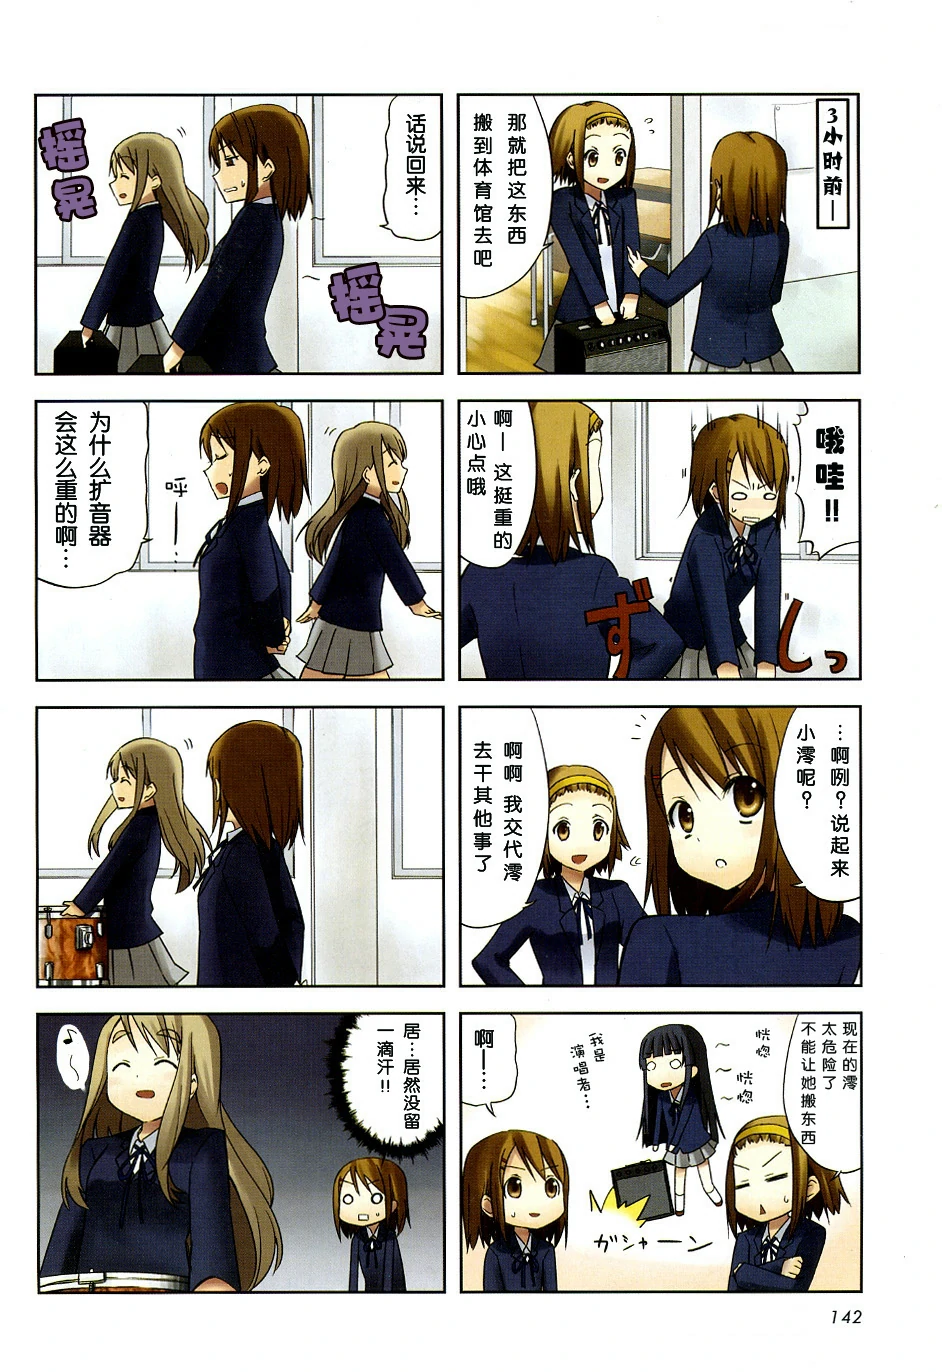 3小时前—
那就把这东西
搬到体育馆去吧
哦哇!!
啊— 这挺重的
小心点哦
ずしっ
…啊咧?说起来
小澪呢?
啊啊 我交代澪
去干其他事了
现在的澪
太危险了
不能让她搬东西
恍惚
恍惚
我是
演唱者…
啊—…
ガシャーン
话说回来…
摇晃
摇晃
呼……
为什么扩音器
会这么重的啊…
居…居然没留
一滴汗!!
♪
142